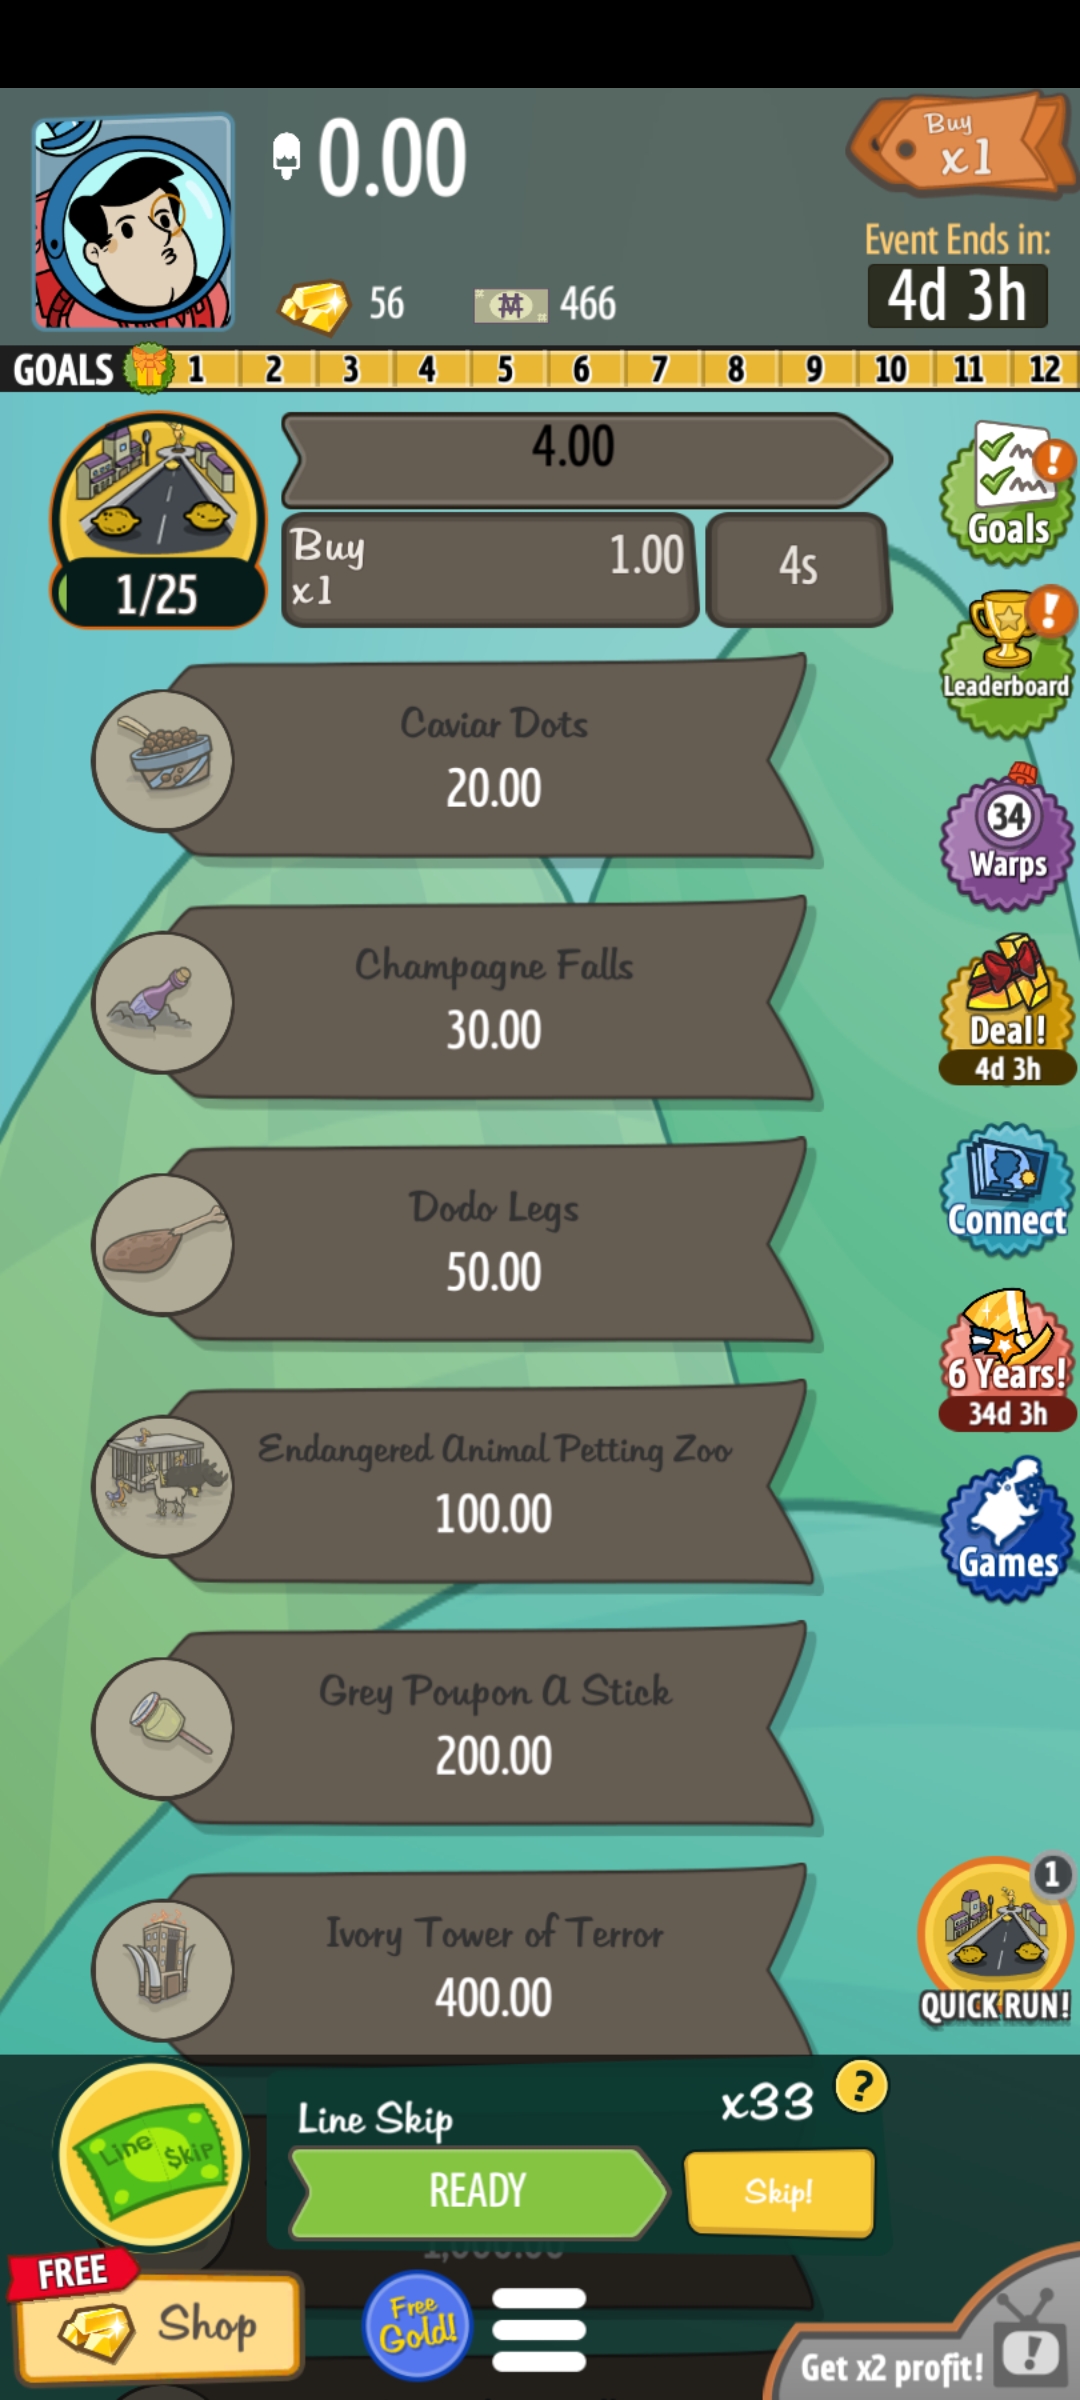 0.00
Buy
x1
Event Ends in:
4d 3h
56
466
GOALS 1 2 3 4 5 6 7 8 9 10 11 12
4.00
Buy
x1
1.00
4s
1/25
Goals
Leaderboard
34
Warps
Deal!
4d 3h
Connect
6 Years!
34d 3h
Games
Caviar Dots
20.00
Champagne Falls
30.00
Dodo Legs
50.00
Endangered Animal Petting Zoo
100.00
Grey Poupon A Stick
200.00
Ivory Tower of Terror
400.00
1
QUICK RUN!
Line $kip
Line Skip
x33
?
READY
Skip!
1,000.00
FREE
Shop
Free
Gold!
Get x2 profit!